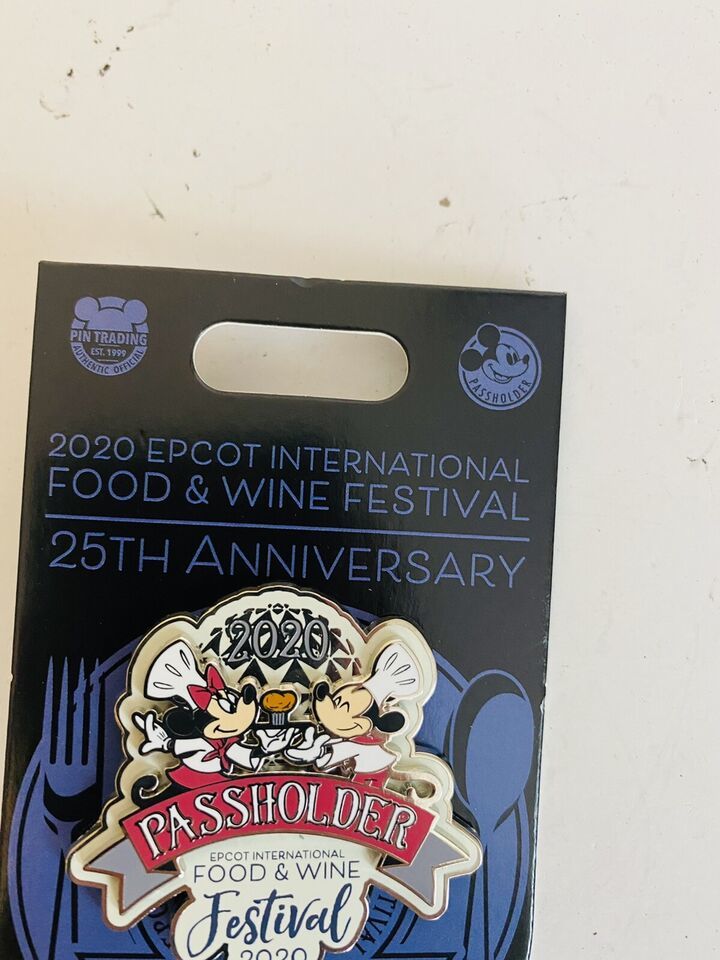 PIN TRADING
EST. 1999
AUTHENTIC OFFICIAL
PASSHOLDER
2020 EPCOT INTERNATIONAL
FOOD & WINE FESTIVAL
25TH ANNIVERSARY
2020
PASSHOLDER
EPCOT INTERNATIONAL
FOOD & WINE
Festival
2020